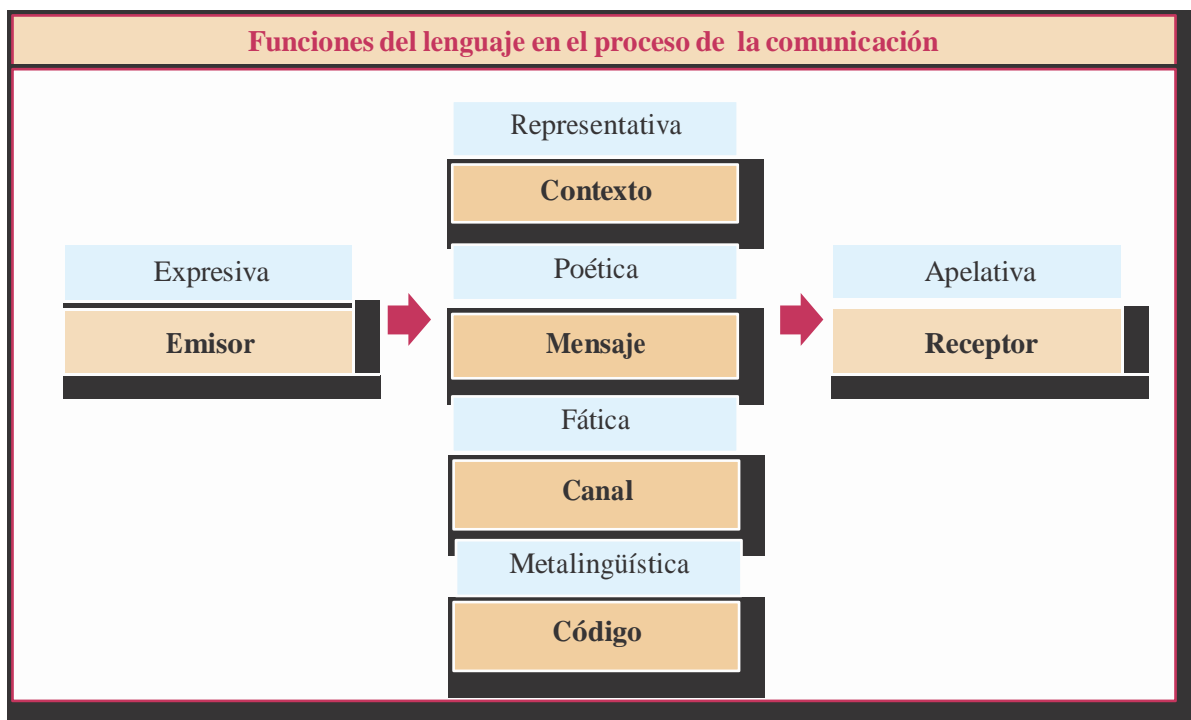 Funciones del lenguaje en el proceso de la comunicación
Representativa
Contexto
Expresiva
Emisor
Poética
Mensaje
Apelativa
Receptor
Fática
Canal
Metalingüística
Código